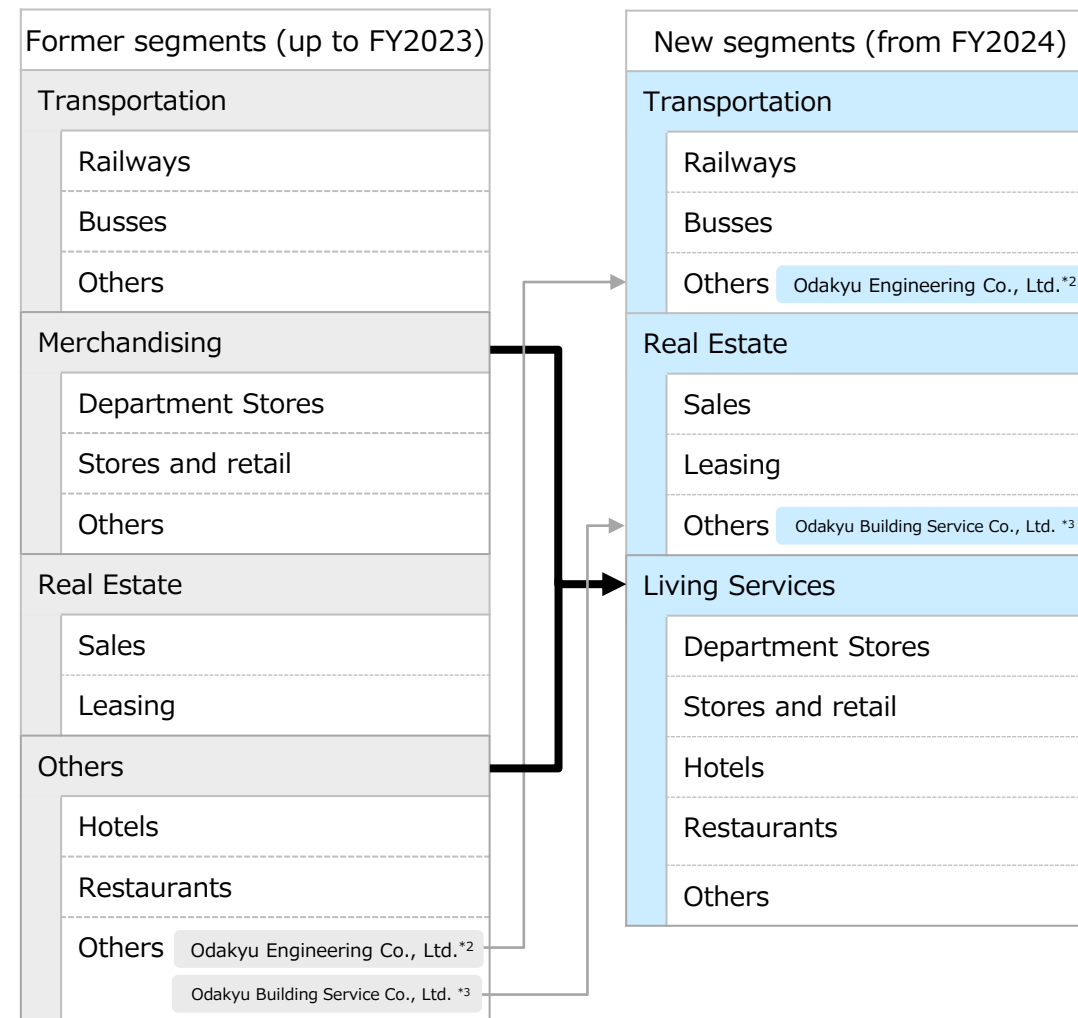 Former segments (up to FY2023)
Transportation
Railways
Busses
Others
Merchandising
Department Stores
Stores and retail
Others
Real Estate
Sales
Leasing
Others
Hotels
Restaurants
Others Odakyu Engineering Co., Ltd.*2
Odakyu Building Service Co., Ltd. *3
New segments (from FY2024)
Transportation
Railways
Busses
Others Odakyu Engineering Co., Ltd.*2
Real Estate
Sales
Leasing
Others Odakyu Building Service Co., Ltd. *3
Living Services
Department Stores
Stores and retail
Hotels
Restaurants
Others